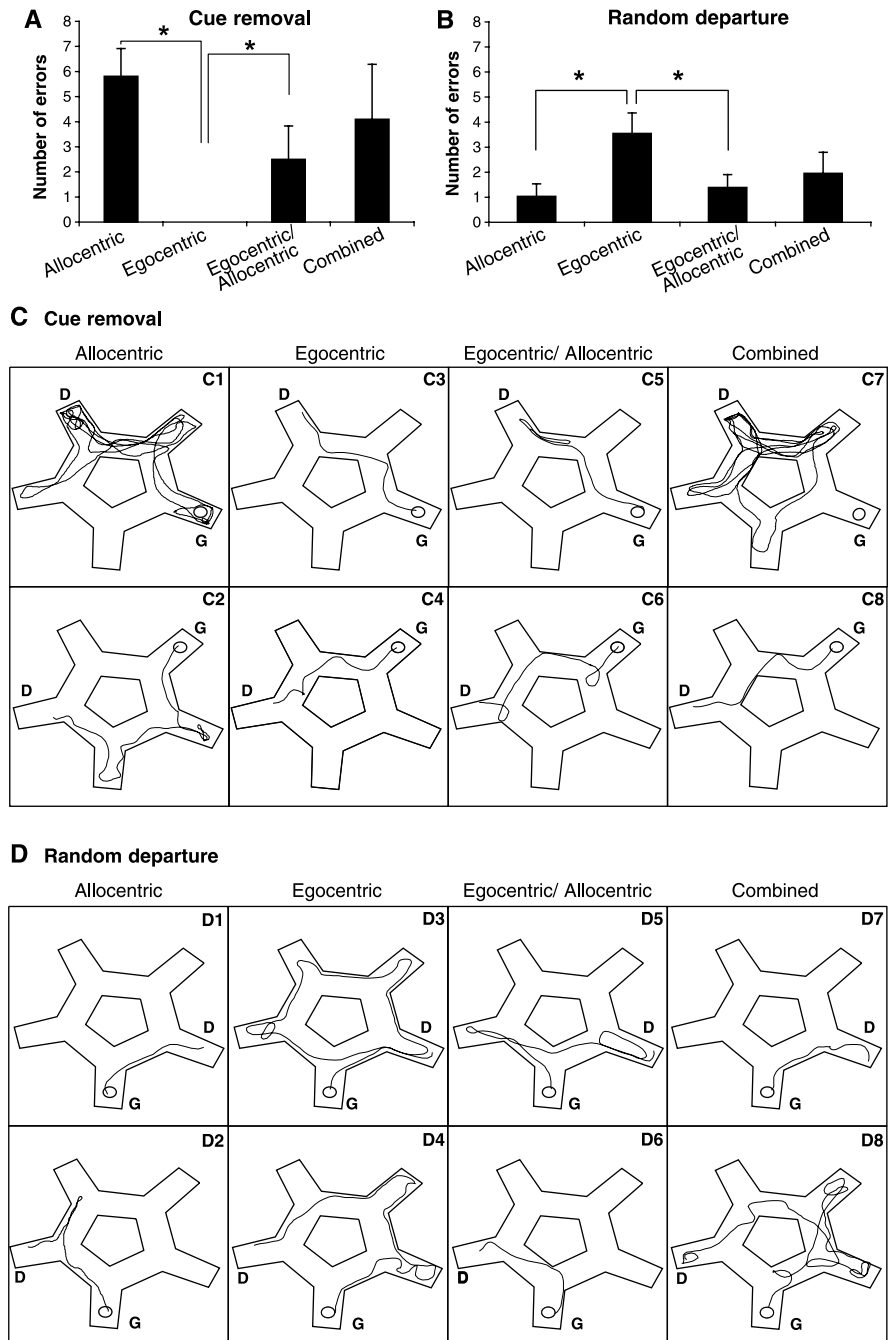 A Cue removal
Number of errors
8
7
6
5
4
3
2
1
0
*
*
Allocentric
Egocentric
Egocentric/
Allocentric
Combined
B Random departure
Number of errors
8
7
6
5
4
3
2
1
0
*
*
Allocentric
Egocentric
Egocentric/
Allocentric
Combined
C Cue removal
Allocentric Egocentric Egocentric/ Allocentric Combined
D C1 D C3 D C5 D C7
G G G G
C2 C4 C6 C8
G G G G
D D D D
D Random departure
Allocentric Egocentric Egocentric/ Allocentric Combined
D1 D3 D5 D7
D D D D
G G G G
D2 D4 D6 D8
D D D D
G G G G